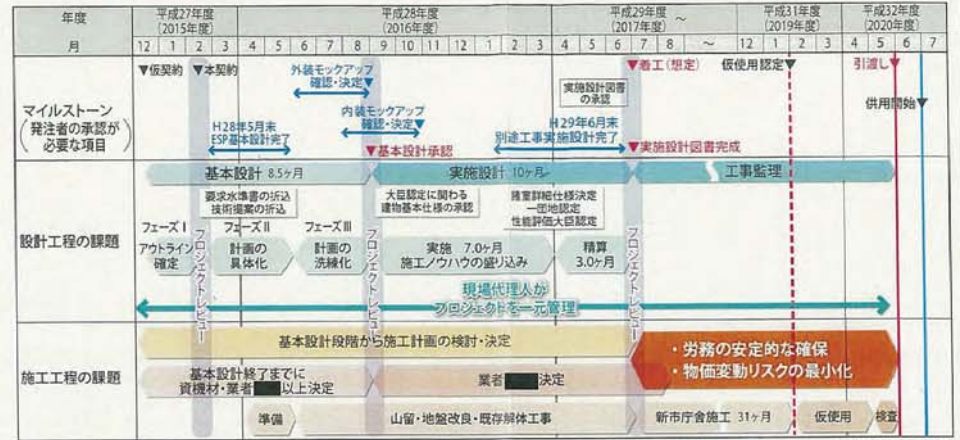 年度
平成27年度
(2015年度)
平成28年度
(2016年度)
平成29年度
(2017年度)
～
平成31年度
(2019年度)
平成32年度
(2020年度)
月
12 1 2 3 4 5 6 7 8 9 10 11 12 1 2 3 4 5 6 7 8 ～ 12 1 2 3 4 5 6 7
マイルストーン
(発注者の承認が
必要な項目)
▼仮契約
▼本契約
外装モックアップ
確認・決定▼
内装モックアップ
確認・決定▼
H28年5月末
ESP基本設計完了
▼基本設計承認
実施設計図書
の承認
H29年6月末
別途工事実施設計完了
▼着工(想定)
▼実施設計図書完成
仮使用認定▼
引渡し▼
供用開始▼
設計工程の課題
基本設計 8.5ヶ月
実施設計 10ヶ月
工事監理
要求水準書の折込
技術提案の折込
大臣認定に関わる
建物基本仕様の承認
諸室詳細仕様決定
一団地認定
性能評価大臣認定
フェーズⅠ
アウトライン
確定
フェーズⅡ
計画の
具体化
フェーズⅢ
計画の
洗練化
実施 7.0ヶ月
施工ノウハウの盛り込み
精算
3.0ヶ月
プロジェクトレビュー
プロジェクトレビュー
プロジェクトレビュー
現場代理人が
プロジェクトを一元管理
施工工程の課題
基本設計段階から施工計画の検討・決定
基本設計終了までに
資機材・業者 以上決定
業者 決定
・労務の安定的な確保
・物価変動リスクの最小化
準備
山留・地盤改良・既存解体工事
新市庁舎施工 31ヶ月
仮使用
検査